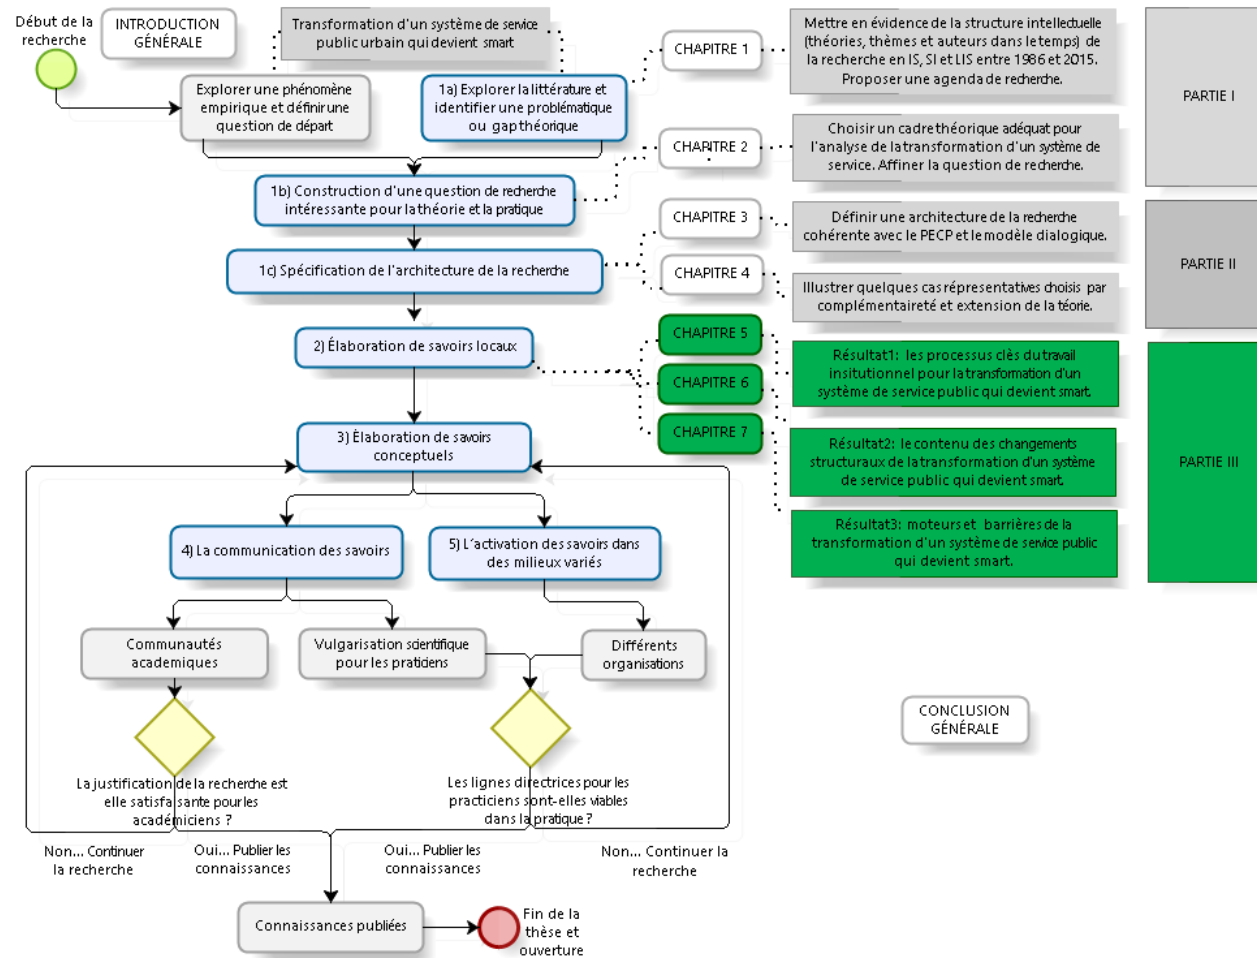 Début de la
recherche
INTRODUCTION
GÉNÉRALE
Transformation d'un système de service
public urbain qui devient smart
Explorer une phénomène
empirique et définir une
question de départ
1a) Explorer la littérature et
identifier une problématique
ou gap théorique
CHAPITRE 1
Mettre en évidence de la structure intellectuelle
(théories, thèmes et auteurs dans le temps) de
la recherche en IS, SI et LIS entre 1986 et 2015.
Proposer une agenda de recherche.
PARTIE I
CHAPITRE 2
Choisir un cadre théorique adéquat pour
l'analyse de la transformation d'un système de
service. Affiner la question de recherche.
1b) Construction d'une question de recherche
intéressante pour la théorie et la pratique
CHAPITRE 3
Définir une architecture de la recherche
cohérente avec le PECP et le modèle dialogique.
PARTIE II
1c) Spécification de l'architecture de la recherche
CHAPITRE 4
Illustrer quelques cas répresentatives choisis par
complémentaireté et extension de la téorie.
2) Élaboration de savoirs locaux
CHAPITRE 5
Résultat1: les processus clés du travail
insitutionnel pour la transformation d'un
système de service public qui devient smart.
CHAPITRE 6
CHAPITRE 7
Résultat2: le contenu des changements
structuraux de la transformation d'un système
de service public qui devient smart.
PARTIE III
3) Élaboration de savoirs
conceptuels
Résultat3: moteurs et barrières de la
transformation d'un système de service public
qui devient smart.
4) La communication des savoirs
5) L´activation des savoirs dans
des milieux variés
Communautés
académiques
Vulgarisation scientifique
pour les praticiens
Différents
organisations
CONCLUSION
GÉNÉRALE
La justification de la recherche est
elle satisfaisante pour les
académiciens ?
Les lignes directrices pour les
practiciens sont-elles viables
dans la pratique ?
Non... Continuer
la recherche
Oui... Publier les
connaissances
Oui... Publier les
connaissances
Non... Continuer la
recherche
Connaissances publiées
Fin de la
thèse et
ouverture